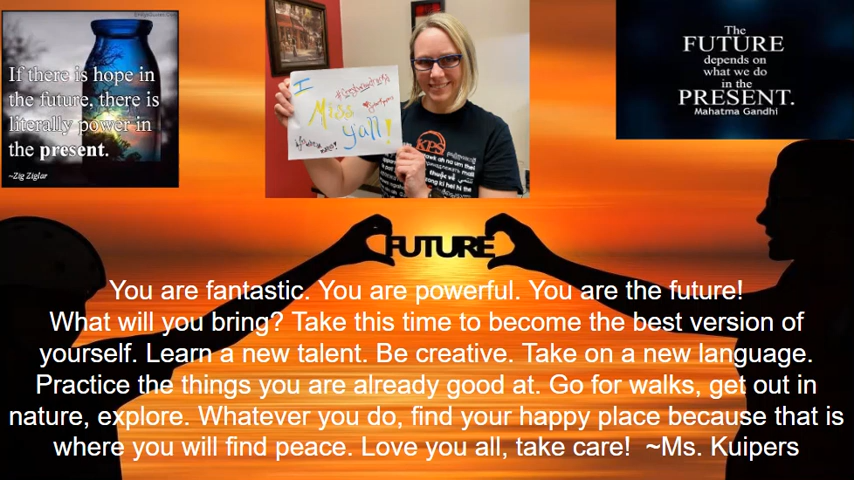 If there is hope in
the future, there is
literally power in
the present.
~Zig Ziglar
I
Miss
yall!
KPS
The
FUTURE
depends on
what we do
in the
PRESENT.
Mahatma Gandhi
FUTURE
You are fantastic. You are powerful. You are the future!
What will you bring? Take this time to become the best version of
yourself. Learn a new talent. Be creative. Take on a new language.
Practice the things you are already good at. Go for walks, get out in
nature, explore. Whatever you do, find your happy place because that is
where you will find peace. Love you all, take care!  ~Ms. Kuipers